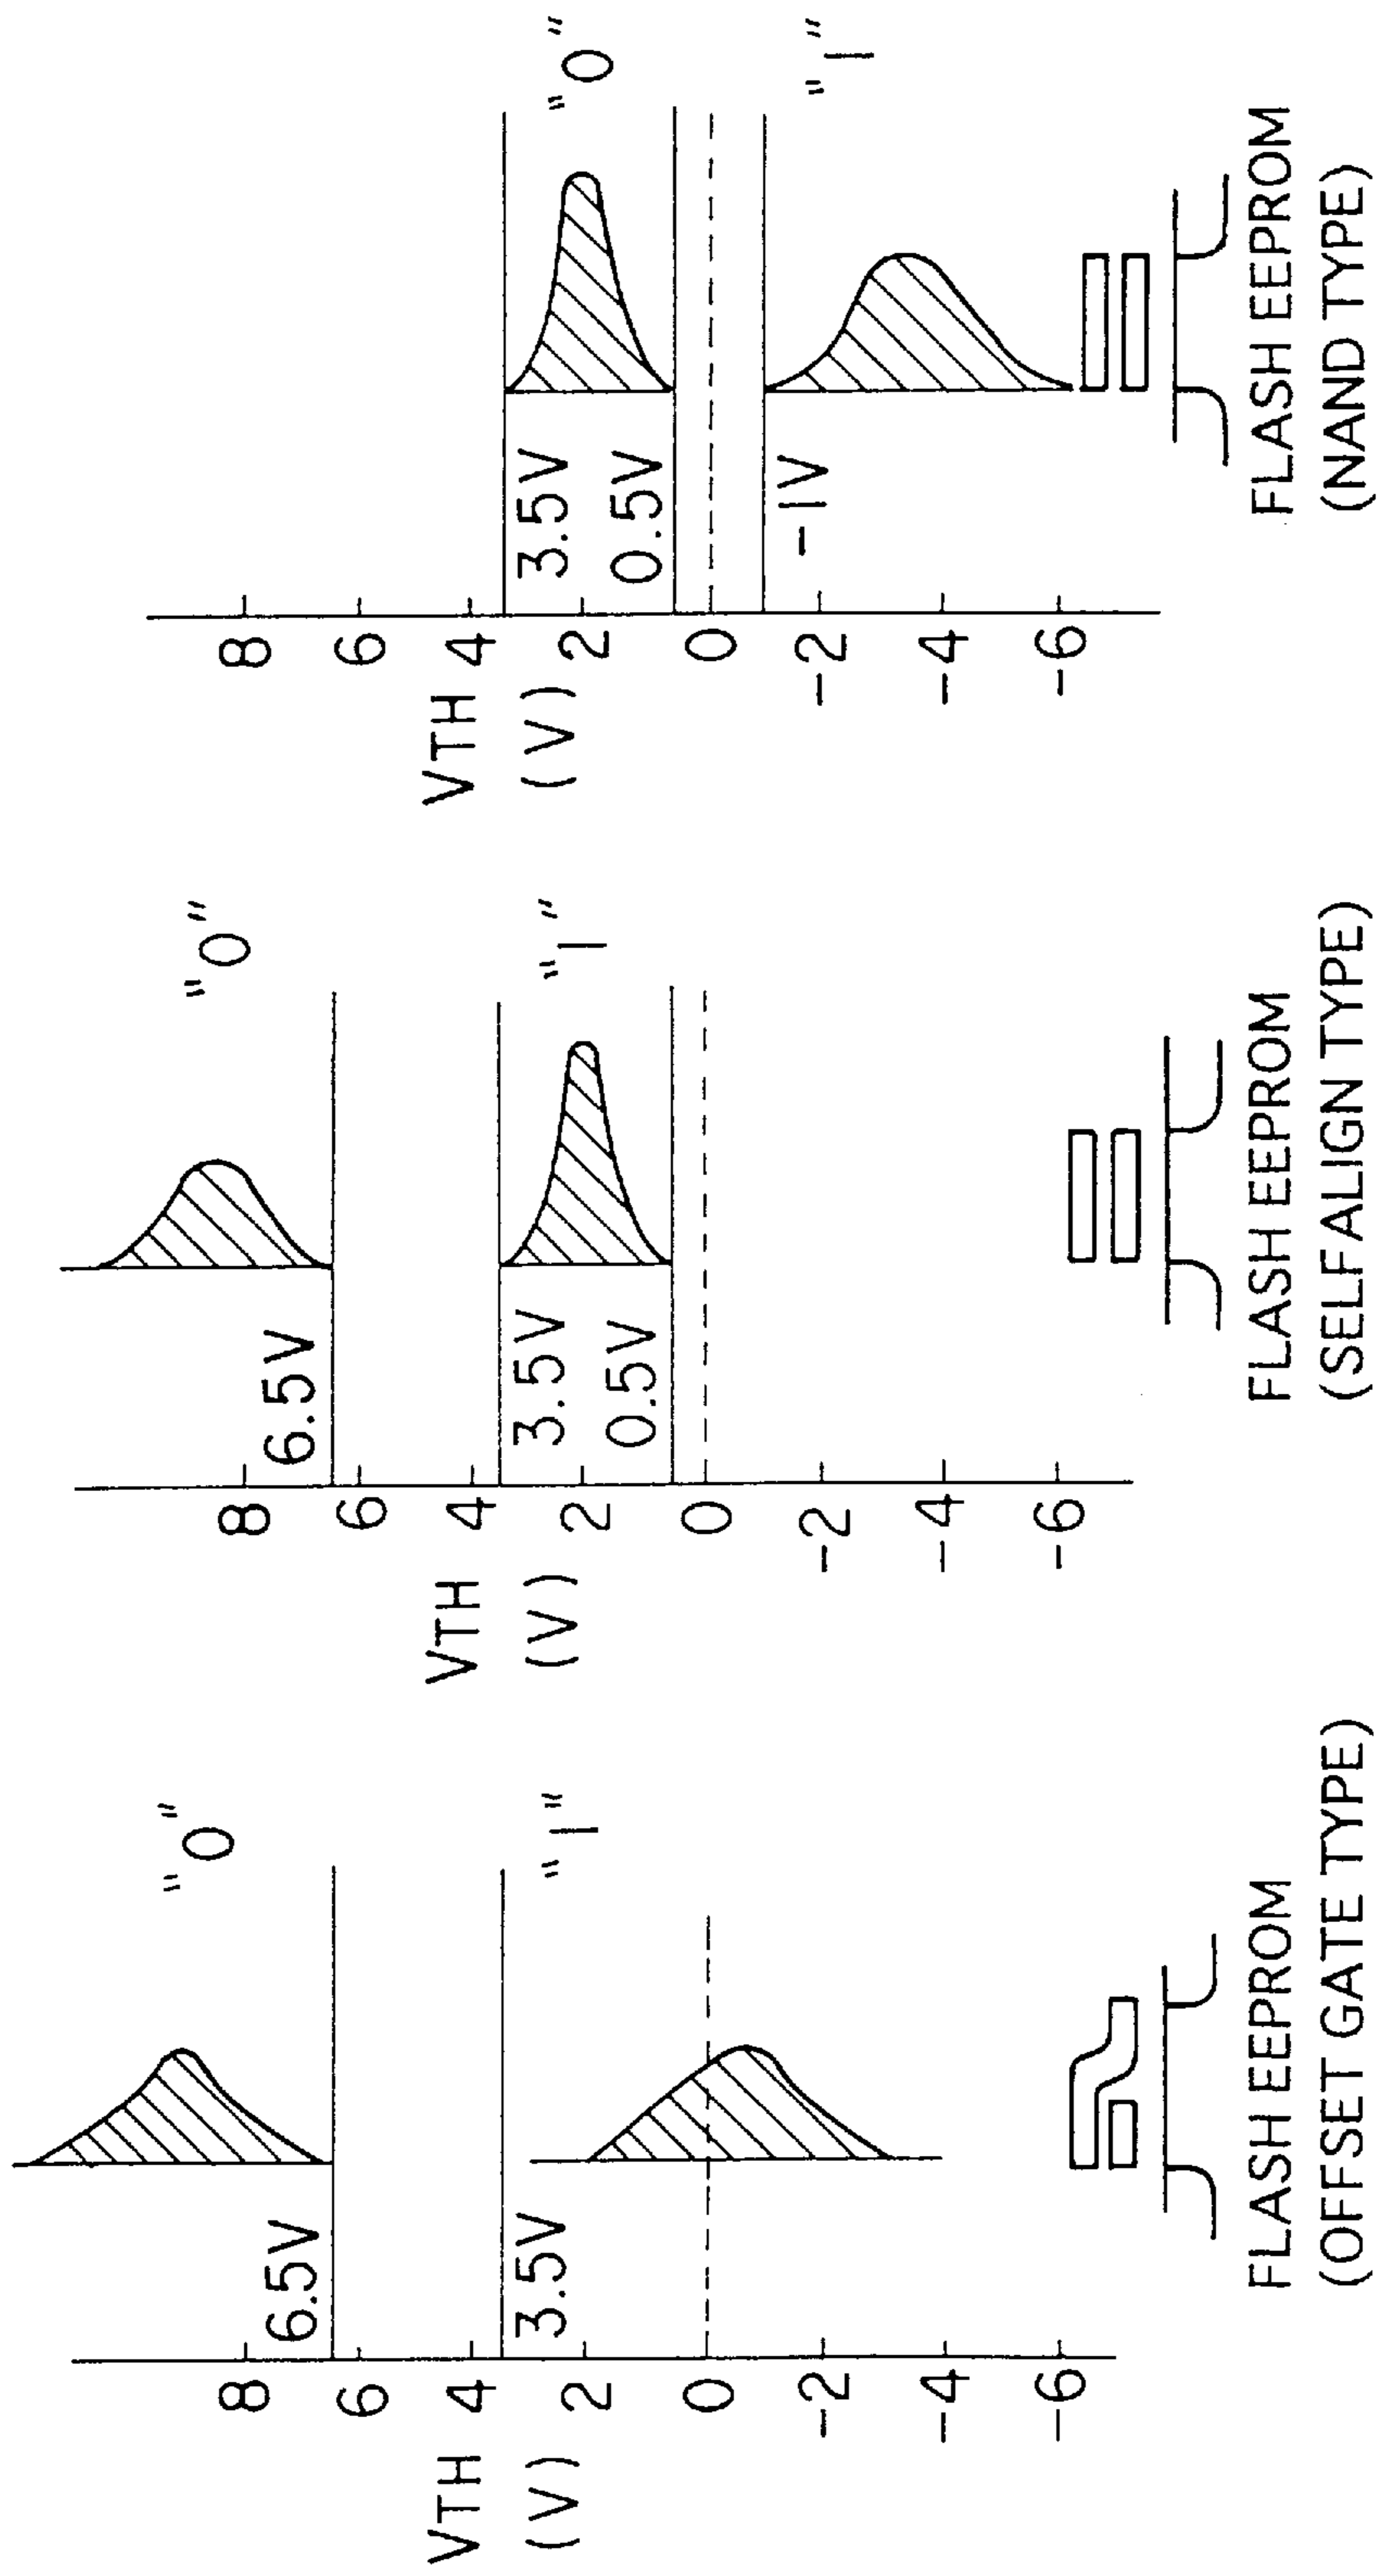 VTH
(V)
8
6
4
2
0
-2
-4
-6
6.5V
3.5V
"0"
"1"
FLASH EEPROM
(OFFSET GATE TYPE)
VTH
(V)
8
6
4
2
0
-2
-4
-6
6.5V
3.5V
0.5V
"0"
"1"
FLASH EEPROM
(SELF ALIGN TYPE)
VTH
(V)
8
6
4
2
0
-2
-4
-6
3.5V
0.5V
-1V
"0"
"1"
FLASH EEPROM
(NAND TYPE)